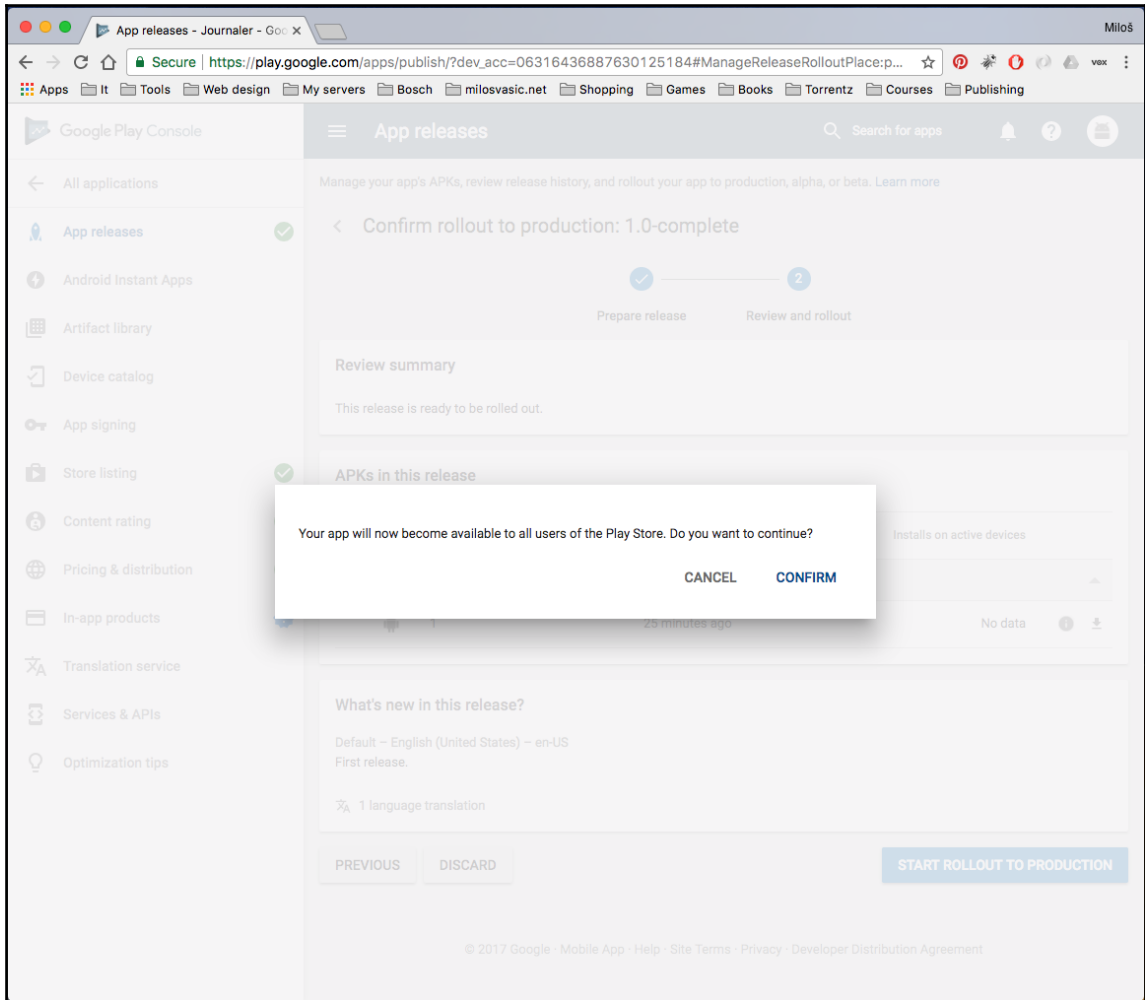 App releases - Journaler - Goo
Miloš
Secure | https://play.google.com/apps/publish/?dev_acc=06316436887630125184#ManageReleaseRolloutPlace:p...
vox
Apps It Tools Web design My servers Bosch milosvasic.net Shopping Games Books Torrentz Courses Publishing
Google Play Console
App releases
Search for apps
All applications
Manage your app's APKs, review release history, and rollout your app to production, alpha, or beta. Learn more
App releases
Confirm rollout to production: 1.0-complete
Android Instant Apps
2
Prepare release Review and rollout
Artifact library
Review summary
Device catalog
This release is ready to be rolled out.
App signing
Store listing
APKs in this release
Content rating
Your app will now become available to all users of the Play Store. Do you want to continue?
Installs on active devices
Pricing & distribution
CANCEL CONFIRM
In-app products
1 25 minutes ago No data
Translation service
What's new in this release?
Services & APIs
Default – English (United States) – en-US
First release.
Optimization tips
1 language translation
PREVIOUS DISCARD START ROLLOUT TO PRODUCTION
© 2017 Google · Mobile App · Help · Site Terms · Privacy · Developer Distribution Agreement